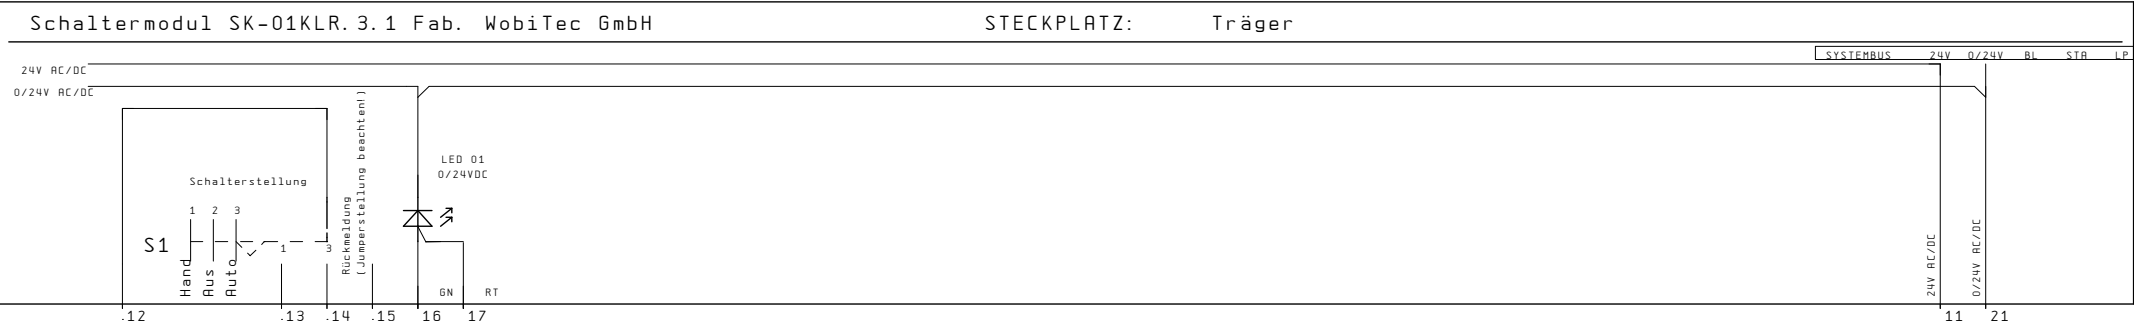 Schaltermodul SK-01KLR.3.1 Fab. WobiTec GmbH STECKPLATZ: Träger
SYSTEMBUS 24V 0/24V BL STA LP
24V AC/DC
0/24V AC/DC
LED 01
0/24VDC
Schalterstellung
1 2 3
S1
Hand
Aus
Auto
1
3
Rückmeldung
(Jumperstellung beachten!)
GN RT
24V AC/DC
0/24V AC/DC
.12 .13 .14 .15 16 17 11 21